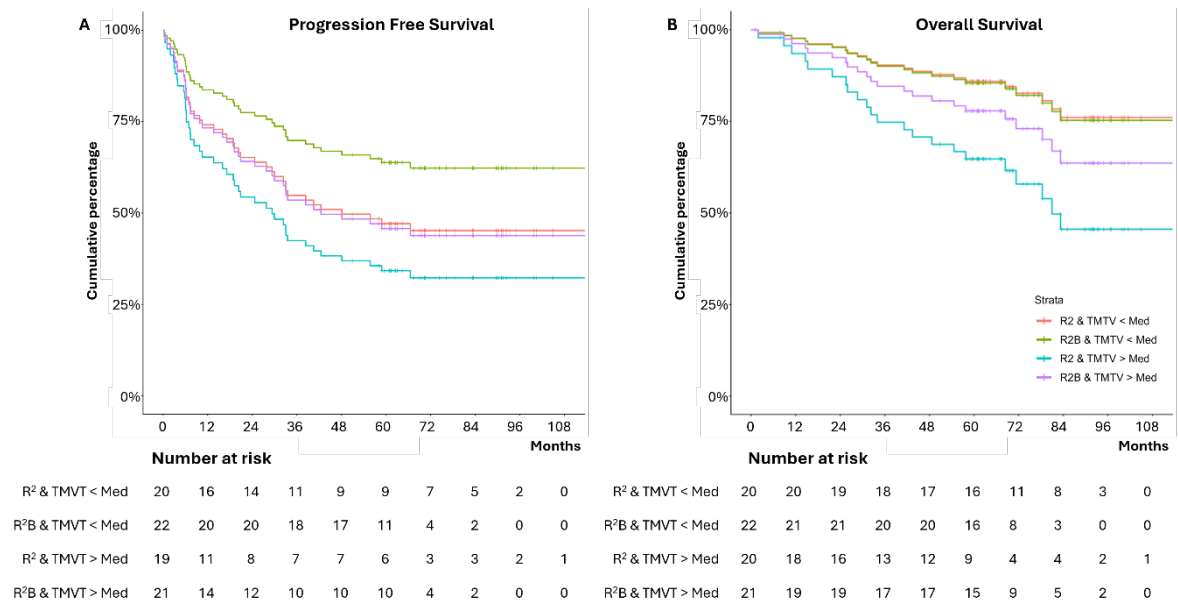 A Progression Free Survival
100%
75%
50%
25%
0%
Cumulative percentage
0 12 24 36 48 60 72 84 96 108
Months
Number at risk
R² & TMVT < Med 20 16 14 11 9 9 7 5 2 0
R²B & TMVT < Med 22 20 20 18 17 11 4 2 0 0
R² & TMVT > Med 19 11 8 7 7 6 3 3 2 1
R²B & TMVT > Med 21 14 12 10 10 10 4 2 0 0
B Overall Survival
100%
75%
50%
25%
0%
Cumulative percentage
Strata
R2 & TMTV < Med
R2B & TMTV < Med
R2 & TMTV > Med
R2B & TMTV > Med
0 12 24 36 48 60 72 84 96 108
Months
Number at risk
R² & TMVT < Med 20 20 19 18 17 16 11 8 3 0
R²B & TMVT < Med 22 21 21 20 20 16 8 3 0 0
R² & TMVT > Med 20 18 16 13 12 9 4 4 2 1
R²B & TMVT > Med 21 19 19 17 17 15 9 5 2 0